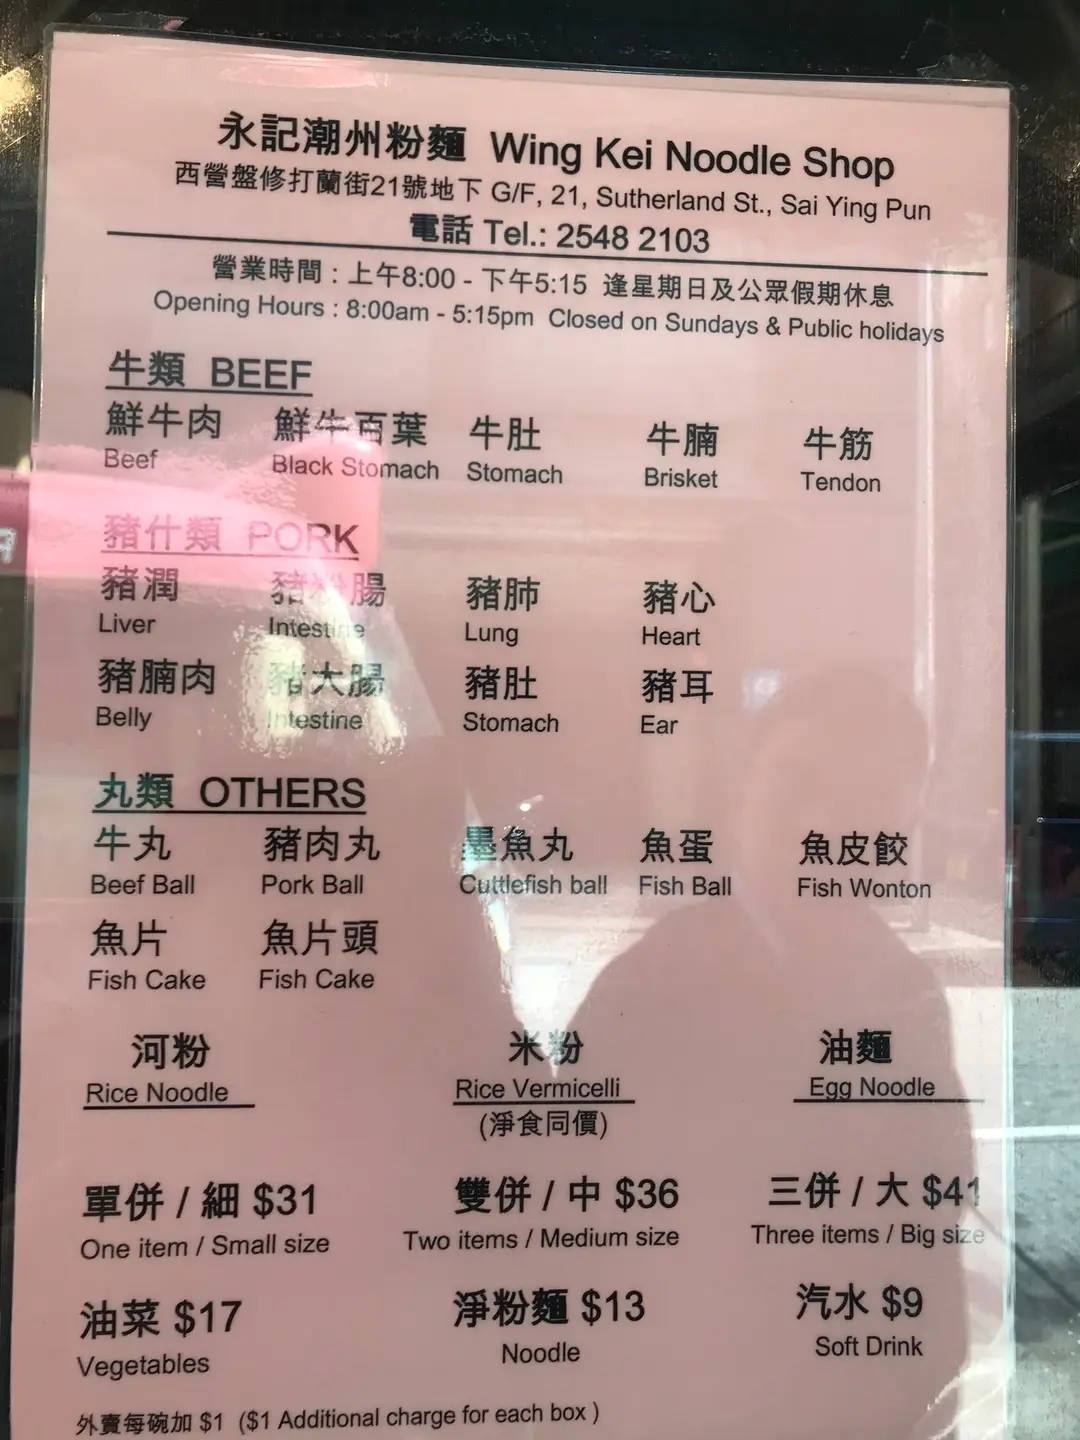 永記潮州粉麵 Wing Kei Noodle Shop
西營盤修打蘭街21號地下 G/F, 21, Sutherland St., Sai Ying Pun
電話 Tel.: 2548 2103
營業時間 : 上午8:00 - 下午5:15 逢星期日及公眾假期休息
Opening Hours : 8:00am - 5:15pm Closed on Sundays & Public holidays
牛類 BEEF
鮮牛肉 鮮牛百葉 牛肚 牛腩 牛筋
Beef Black Stomach Stomach Brisket Tendon
豬什類 PORK
豬潤 豬粉腸 豬肺 豬心
Liver Intestine Lung Heart
豬腩肉 豬大腸 豬肚 豬耳
Belly Intestine Stomach Ear
丸類 OTHERS
牛丸 豬肉丸 墨魚丸 魚蛋 魚皮餃
Beef Ball Pork Ball Cuttlefish ball Fish Ball Fish Wonton
魚片 魚片頭
Fish Cake Fish Cake
河粉 米粉 油麵
Rice Noodle Rice Vermicelli Egg Noodle
(淨食同價)
單併 / 細 $31 雙併 / 中 $36 三併 / 大 $41
One item / Small size Two items / Medium size Three items / Big size
油菜 $17 淨粉麵 $13 汽水 $9
Vegetables Noodle Soft Drink
外賣每碗加 $1 ($1 Additional charge for each box )